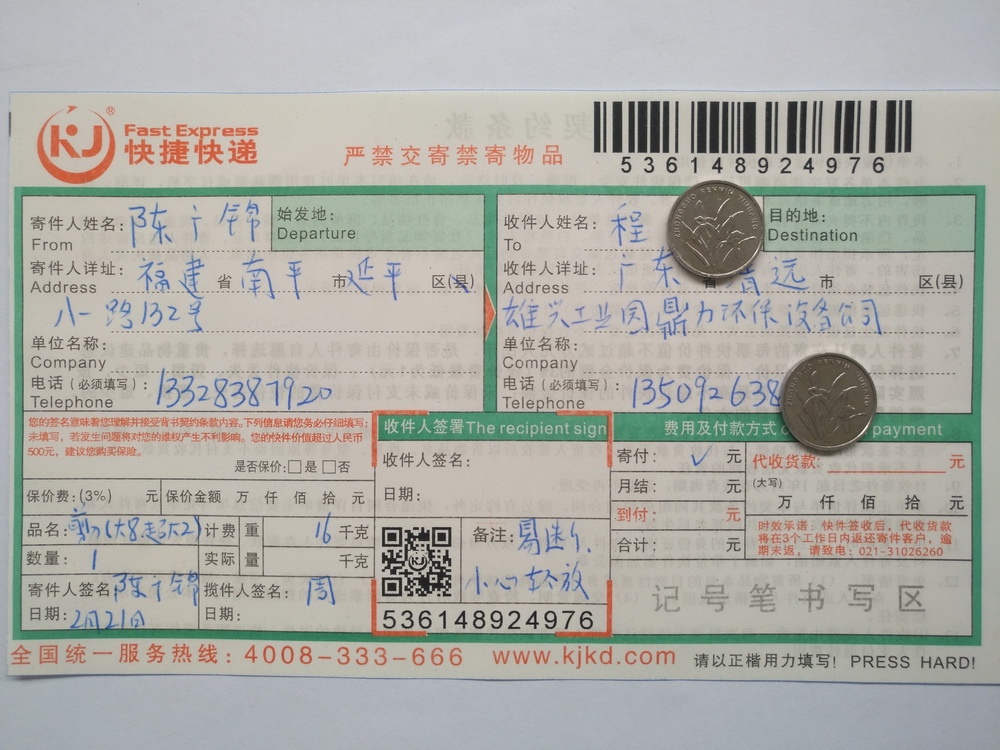 KJ® Fast Express
快捷快递
严禁交寄禁寄物品
536148924976
寄件人姓名: 陈广锦
From
始发地:
Departure
寄件人详址: 福建 省 南平 市 延平 区(县)
Address
八一路132号
单位名称:
Company
电话(必须填写): 13328387920
Telephone
收件人姓名: 程
To
目的地:
Destination
收件人详址: 广东 省 清远 市 区(县)
Address
雄兴工业园鼎力环保设备公司
单位名称:
Company
电话(必须填写): 135092638
Telephone
您的签名意味着您理解并接受背书契约条款内容。下列信息请您务必仔细填写;
未填写,若发生问题将对您的维权产生不利影响。您的快件价值超过人民币
500元,建议您购买保险。
是否保价:□是 □否
保价费:(3%) 元 保价金额 万 仟 佰 拾 元
品名: (大8起2) 计费重 16 千克
数量: 1 实际量 千克
寄件人签名: 陈广锦
日期: 2月21日
揽件人签名: 周
日期:
收件人签署The recipient sign
收件人签名:
日期:
备注: 易碎、
小心轻放
536148924976
费用及付款方式 payment
寄付: ✓ 元
月结: 元
到付: 元
合计: 元
代收货款: 元
(大写)
万 仟 佰 拾 元
时效承诺:快件签收后,代收货款
将在3个工作日内返还寄件客户,逾
期未返,请致电:021-31026260
记号笔书写区
全国统一服务热线:4008-333-666 www.kjkd.com 请以正楷用力填写! PRESS HARD!